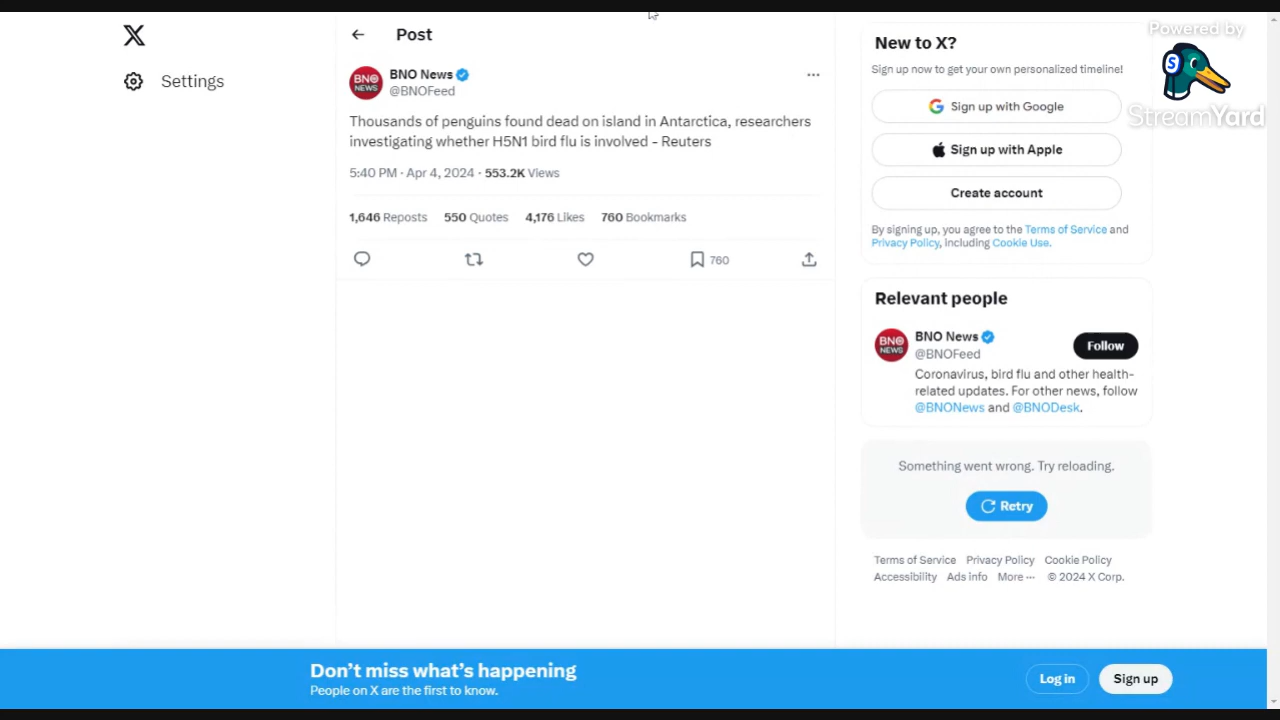 Powered by
StreamYard
Settings
Post
BNO News
@BNOFeed
Thousands of penguins found dead on island in Antarctica, researchers
investigating whether H5N1 bird flu is involved - Reuters
5:40 PM · Apr 4, 2024 · 553.2K Views
1,646 Reposts 550 Quotes 4,176 Likes 760 Bookmarks
760
New to X?
Sign up now to get your own personalized timeline!
Sign up with Google
Sign up with Apple
Create account
By signing up, you agree to the Terms of Service and
Privacy Policy, including Cookie Use.
Relevant people
BNO News
@BNOFeed
Follow
Coronavirus, bird flu and other health-
related updates. For other news, follow
@BNONews and @BNODesk.
Something went wrong. Try reloading.
Retry
Terms of Service Privacy Policy Cookie Policy
Accessibility Ads info More ··· © 2024 X Corp.
Don't miss what's happening
People on X are the first to know.
Log in
Sign up